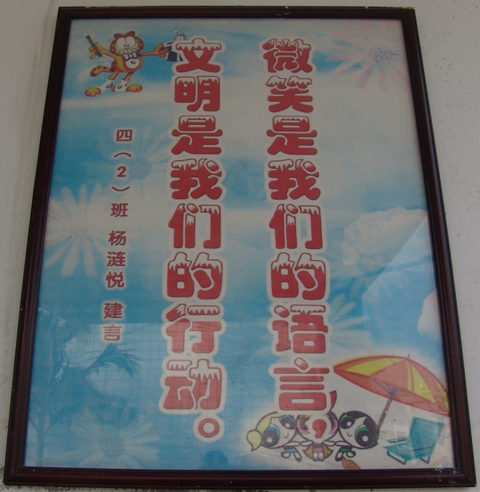 微笑是我们的语言，
文明是我们的行动。
四（2）班 杨涟悦 建言